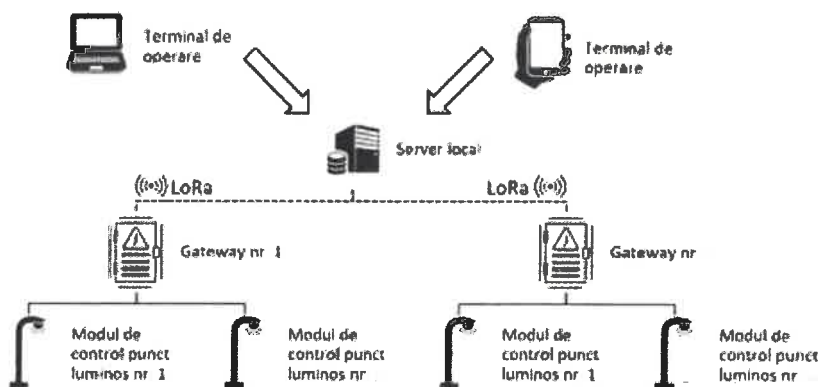 Terminal de
operare
Terminal de
operare
Server local
LoRa
LoRa
Gateway nr 1
Gateway nr
Modul de
control punct
luminos nr 1
Modul de
control punct
luminos nr
Modul de
control punct
luminos nr 1
Modul de
control punct
luminos nr